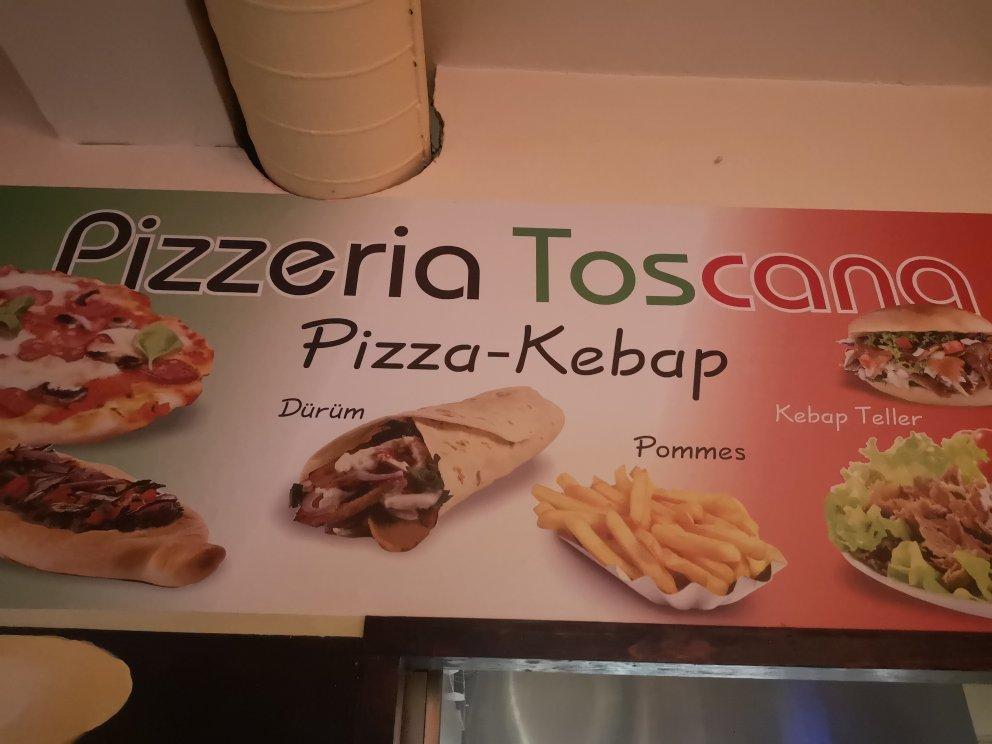 Pizzeria Toscana
Pizza-Kebap
Dürüm
Kebap Teller
Pommes